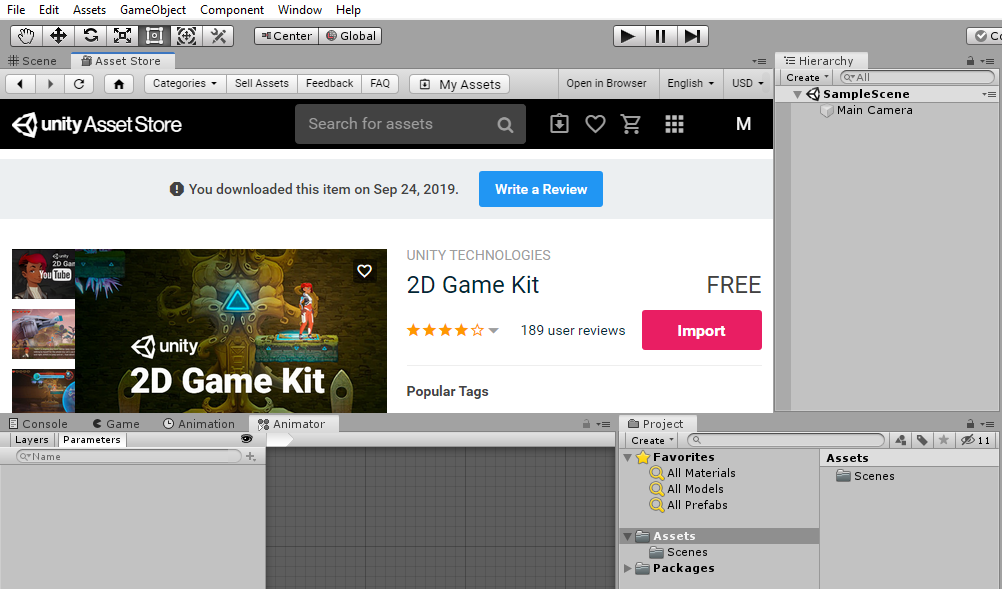 File Edit Assets GameObject Component Window Help
Center Global
Scene Asset Store
Categories Sell Assets Feedback FAQ My Assets Open in Browser English USD
unity Asset Store Search for assets M
You downloaded this item on Sep 24, 2019. Write a Review
UNITY TECHNOLOGIES
2D Game Kit FREE
189 user reviews Import
Popular Tags
unity
You Tube
unity
2D Game Kit
Hierarchy
Create All
SampleScene
Main Camera
Console Game Animation Animator
Layers Parameters
Name
Project
Create 11
Favorites
All Materials
All Models
All Prefabs
Assets
Scenes
Packages
Assets
Scenes